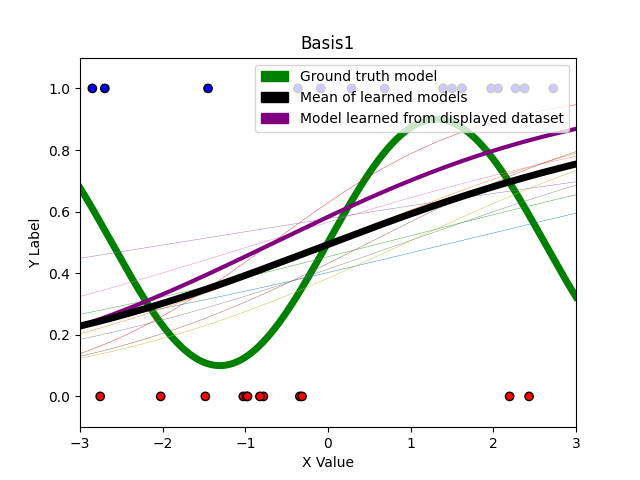 Basis1
Ground truth model
Mean of learned models
Model learned from displayed dataset
Y Label
1.0
0.8
0.6
0.4
0.2
0.0
−3 −2 −1 0 1 2 3
X Value